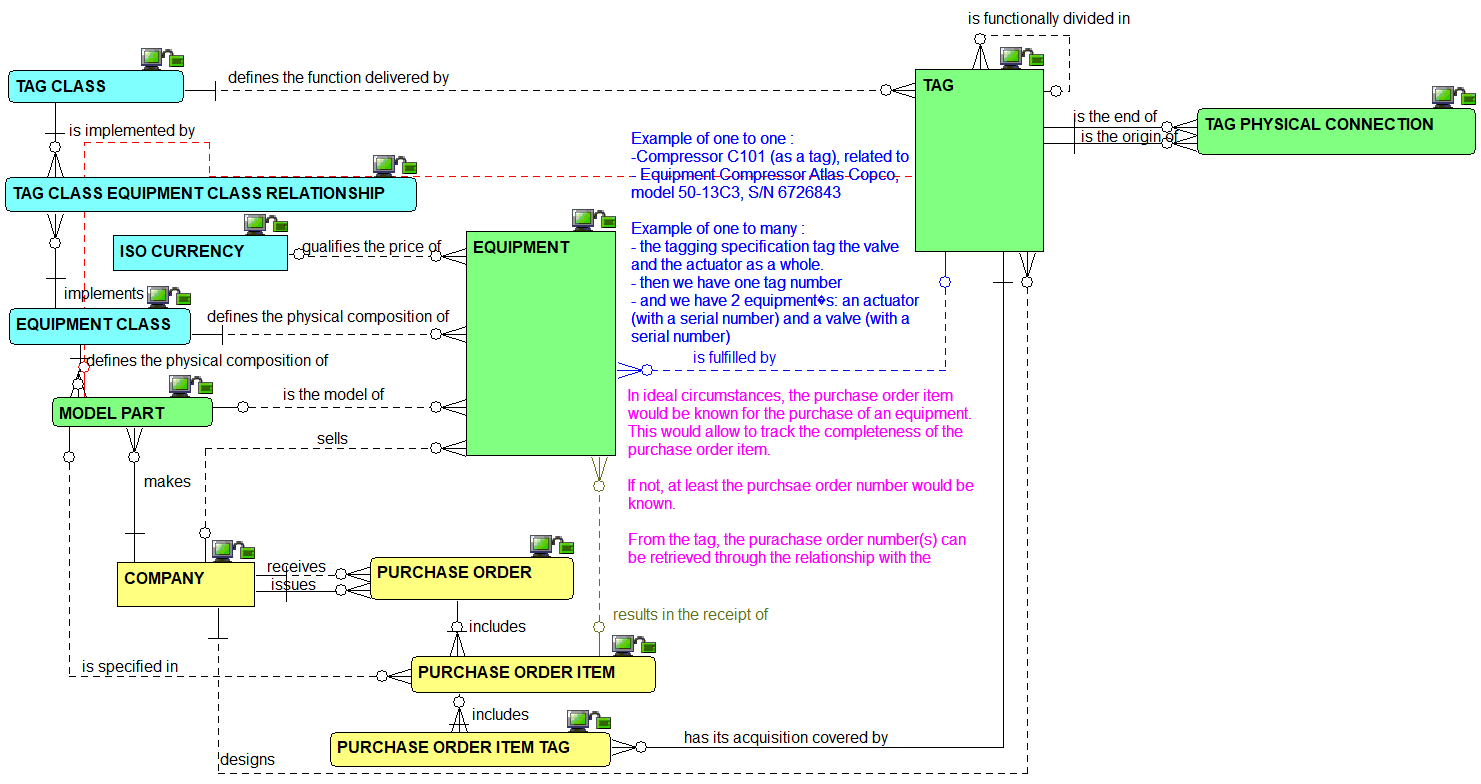 is functionally divided in
TAG CLASS
defines the function delivered by
TAG
is the end of
is the origin of
TAG PHYSICAL CONNECTION
is implemented by
Example of one to one :
-Compressor C101 (as a tag), related to
- Equipment Compressor Atlas Copco,
model 50-13C3, S/N 6726843
TAG CLASS EQUIPMENT CLASS RELATIONSHIP
ISO CURRENCY
qualifies the price of
EQUIPMENT
Example of one to many :
- the tagging specification tag the valve
and the actuator as a whole.
- then we have one tag number
- and we have 2 equipment�s: an actuator
(with a serial number) and a valve (with a
serial number)
implements
EQUIPMENT CLASS
defines the physical composition of
is fulfilled by
defines the physical composition of
MODEL PART
is the model of
In ideal circumstances, the purchase order item
would be known for the purchase of an equipment.
This would allow to track the completeness of the
purchase order item.
If not, at least the purchsae order number would be
known.
From the tag, the purachase order number(s) can
be retrieved through the relationship with the
sells
makes
COMPANY
receives
issues
PURCHASE ORDER
results in the receipt of
includes
is specified in
PURCHASE ORDER ITEM
includes
PURCHASE ORDER ITEM TAG
has its acquisition covered by
designs